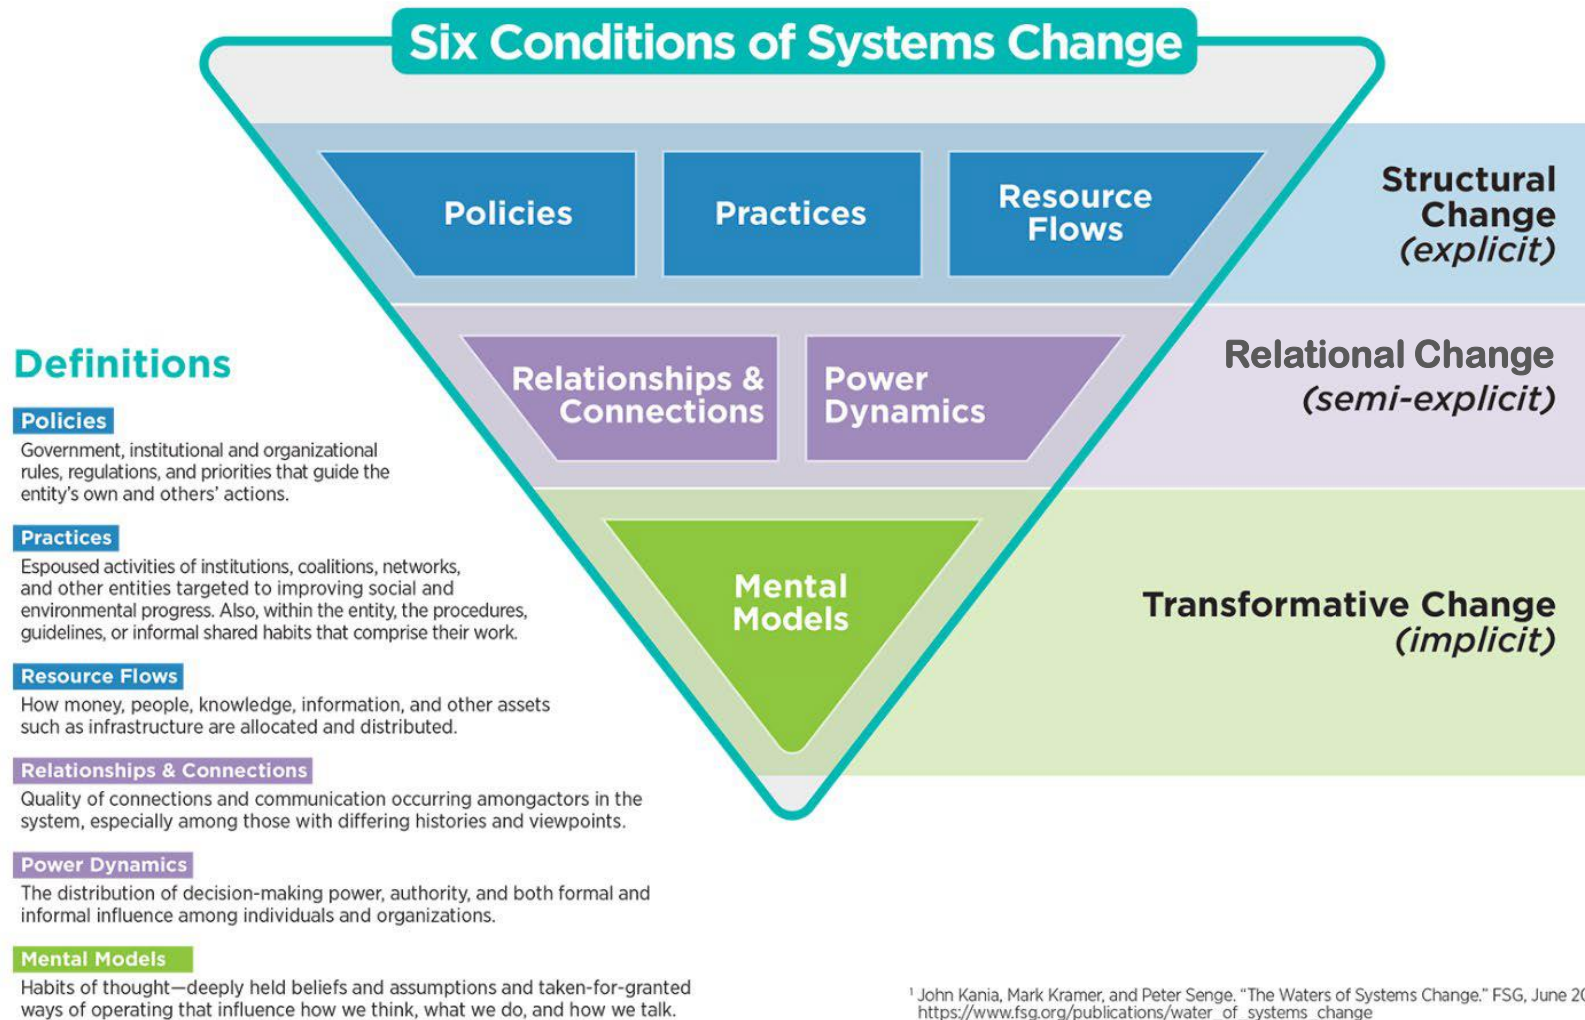 Six Conditions of Systems Change
Policies
Practices
Resource
Flows
Structural
Change
(explicit)
Relationships &
Connections
Power
Dynamics
Relational Change
(semi-explicit)
Mental
Models
Transformative Change
(implicit)
Definitions
Policies
Government, institutional and organizational
rules, regulations, and priorities that guide the
entity's own and others' actions.
Practices
Espoused activities of institutions, coalitions, networks,
and other entities targeted to improving social and
environmental progress. Also, within the entity, the procedures,
guidelines, or informal shared habits that comprise their work.
Resource Flows
How money, people, knowledge, information, and other assets
such as infrastructure are allocated and distributed.
Relationships & Connections
Quality of connections and communication occurring amongactors in the
system, especially among those with differing histories and viewpoints.
Power Dynamics
The distribution of decision-making power, authority, and both formal and
informal influence among individuals and organizations.
Mental Models
Habits of thought—deeply held beliefs and assumptions and taken-for-granted
ways of operating that influence how we think, what we do, and how we talk.
¹ John Kania, Mark Kramer, and Peter Senge. "The Waters of Systems Change." FSG, June
https://www.fsg.org/publications/water_of_systems_change